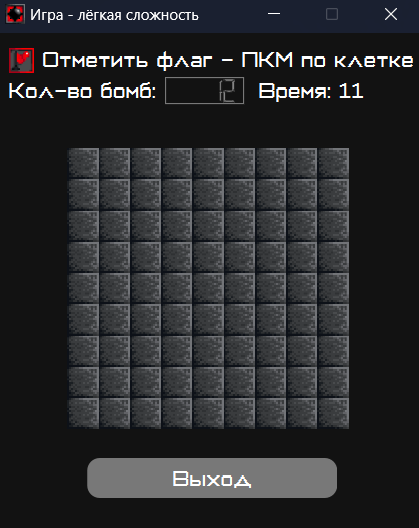 Игра - лёгкая сложность
Отметить флаг - ПКМ по клетке
Кол-во бомб: 12 Время: 11
Выход